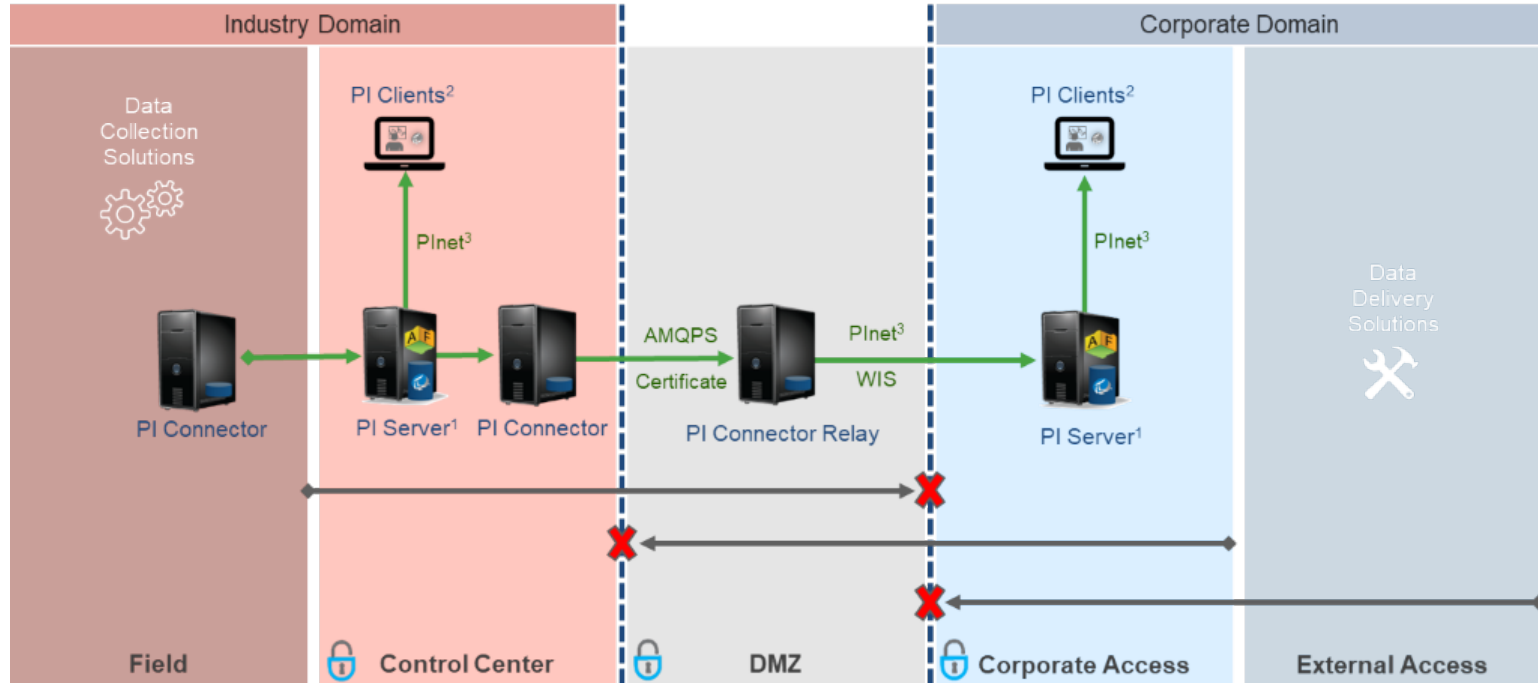 Industry Domain
Corporate Domain
Data
Collection
Solutions
PI Clients²
PI Clients²
PInet³
PInet³
Data
Delivery
Solutions
A F
A F
AMQPS
Certificate
PInet³
WIS
PI Connector
PI Server¹
PI Connector
PI Connector Relay
PI Server¹
Field
Control Center
DMZ
Corporate Access
External Access